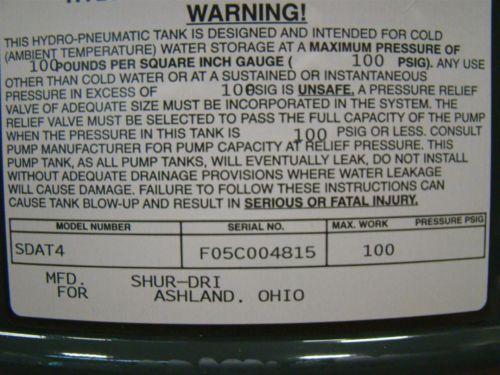 WARNING!
THIS HYDRO-PNEUMATIC TANK IS DESIGNED AND INTENDED FOR COLD
(AMBIENT TEMPERATURE) WATER STORAGE AT A MAXIMUM PRESSURE OF
100 POUNDS PER SQUARE INCH GAUGE ( 100 PSIG). ANY USE
OTHER THAN COLD WATER OR AT A SUSTAINED OR INSTANTANEOUS
PRESSURE IN EXCESS OF 100 PSIG IS UNSAFE. A PRESSURE RELIEF
VALVE OF ADEQUATE SIZE MUST BE INCORPORATED IN THE SYSTEM. THE
RELIEF VALVE MUST BE SELECTED TO PASS THE FULL CAPACITY OF THE PUMP
WHEN THE PRESSURE IN THIS TANK IS 100 PSIG OR LESS. CONSULT
PUMP MANUFACTURER FOR PUMP CAPACITY AT RELIEF PRESSURE. THIS
PUMP TANK, AS ALL PUMP TANKS, WILL EVENTUALLY LEAK, DO NOT INSTALL
WITHOUT ADEQUATE DRAINAGE PROVISIONS WHERE WATER LEAKAGE
WILL CAUSE DAMAGE. FAILURE TO FOLLOW THESE INSTRUCTIONS CAN
CAUSE TANK BLOW-UP AND RESULT IN SERIOUS OR FATAL INJURY.
MODEL NUMBER SERIAL NO. MAX. WORK PRESSURE PSIG
SDAT4 F05C004815 100
MFD. SHUR-DRI
FOR ASHLAND. OHIO